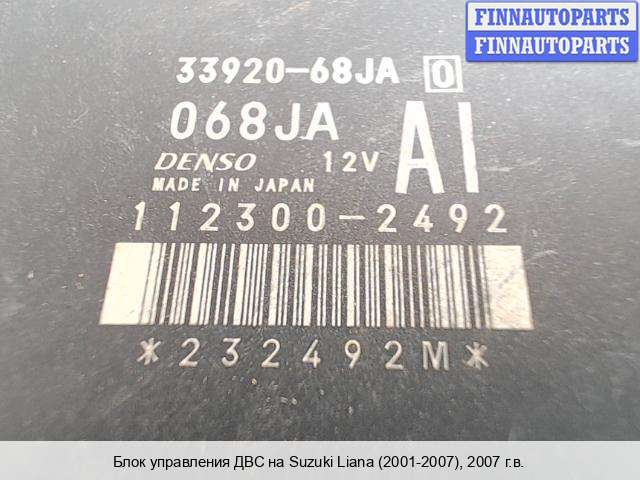 FINNAUTOPARTS
FINNAUTOPARTS
33920-68JA 0
068JA AI
DENSO 12V
MADE IN JAPAN
112300-2492
*232492M*
Блок управления ДВС на Suzuki Liana (2001-2007), 2007 г.в.